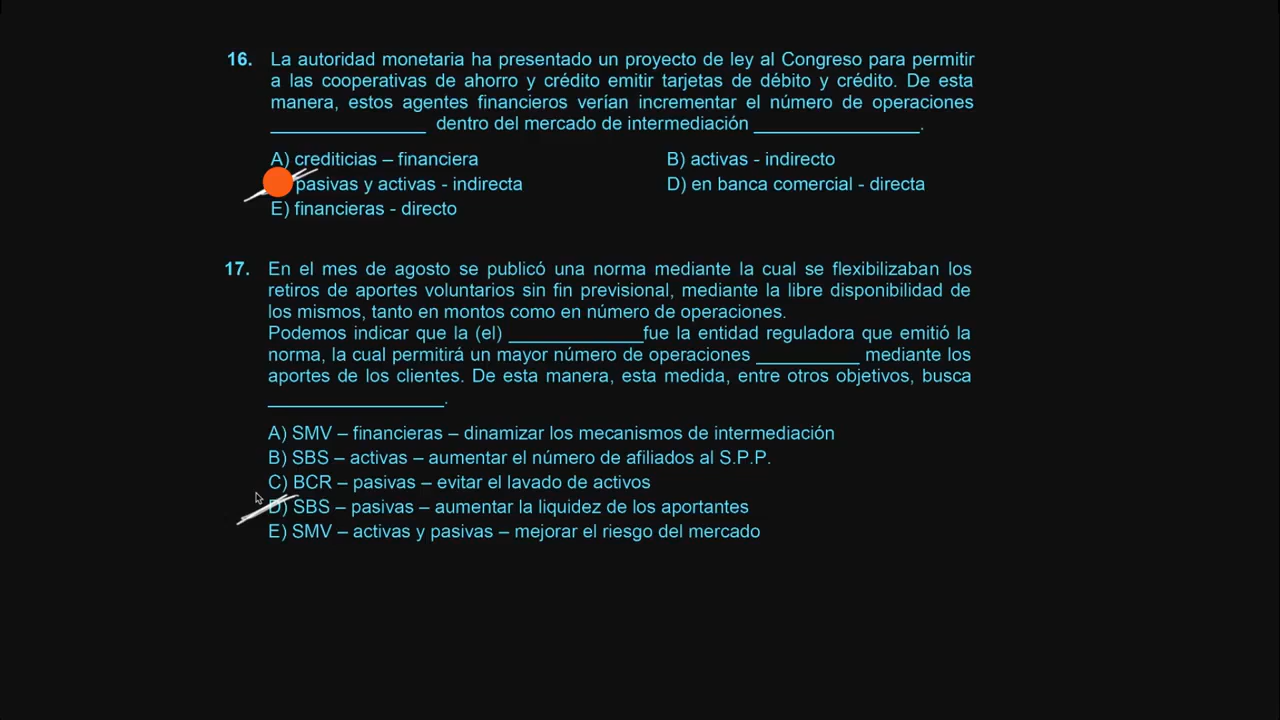 16. La autoridad monetaria ha presentado un proyecto de ley al Congreso para permitir
a las cooperativas de ahorro y crédito emitir tarjetas de débito y crédito. De esta
manera, estos agentes financieros verían incrementar el número de operaciones
________________ dentro del mercado de intermediación _________________.
A) crediticias – financiera
B) activas - indirecto
pasivas y activas - indirecta
D) en banca comercial - directa
E) financieras - directo
17. En el mes de agosto se publicó una norma mediante la cual se flexibilizaban los
retiros de aportes voluntarios sin fin previsional, mediante la libre disponibilidad de
los mismos, tanto en montos como en número de operaciones.
Podemos indicar que la (el) _____________fue la entidad reguladora que emitió la
norma, la cual permitirá un mayor número de operaciones __________ mediante los
aportes de los clientes. De esta manera, esta medida, entre otros objetivos, busca
__________________.
A) SMV – financieras – dinamizar los mecanismos de intermediación
B) SBS – activas – aumentar el número de afiliados al S.P.P.
C) BCR – pasivas – evitar el lavado de activos
D) SBS – pasivas – aumentar la liquidez de los aportantes
E) SMV – activas y pasivas – mejorar el riesgo del mercado